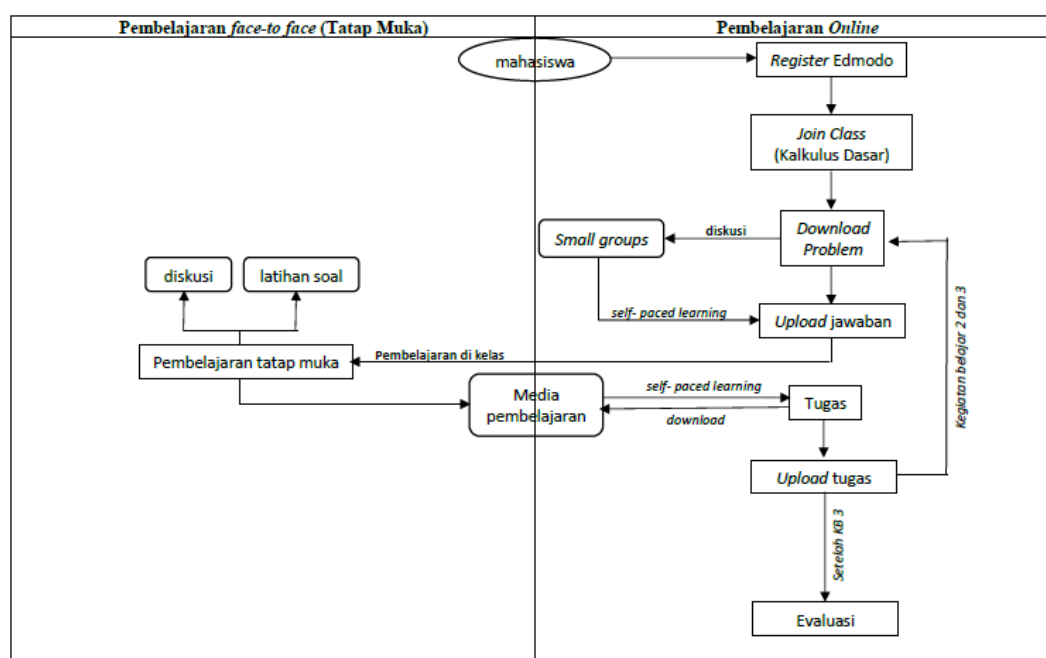 Pembelajaran face-to face (Tatap Muka)
Pembelajaran Online
mahasiswa
Register Edmodo
Join Class
(Kalkulus Dasar)
Small groups
diskusi
Download
Problem
diskusi
latihan soal
self- paced learning
Upload jawaban
Pembelajaran tatap muka
Pembelajaran di kelas
Media
pembelajaran
self- paced learning
download
Tugas
Kegiatan belajar 2 dan 3
Upload tugas
Setelah KB 3
Evaluasi